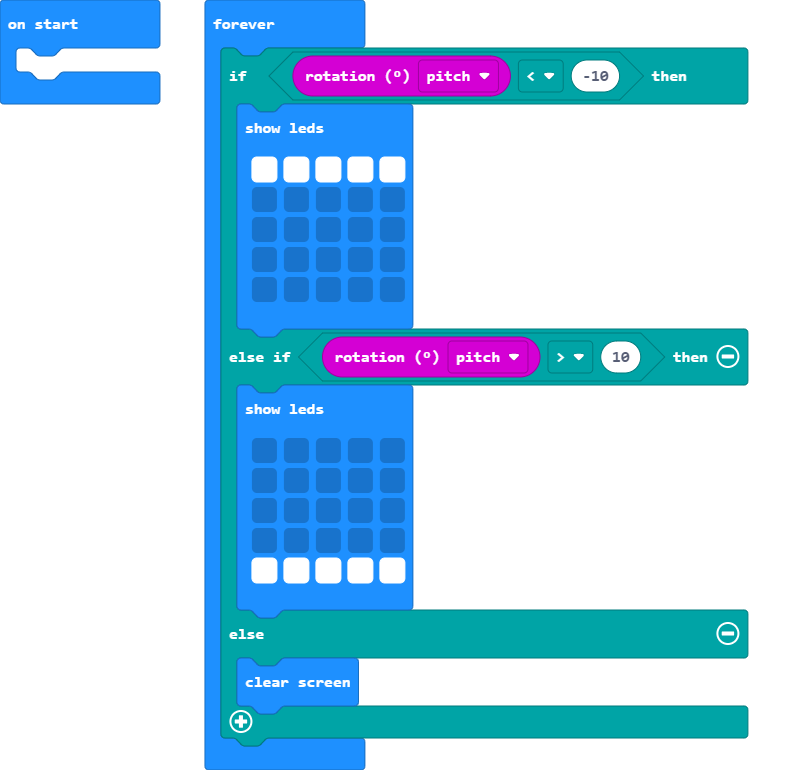 on start
forever
if rotation (º) pitch < -10 then
show leds
else if rotation (º) pitch > 10 then
show leds
else
clear screen